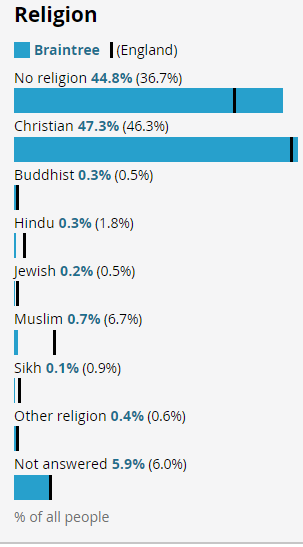 Religion
Braintree (England)
No religion 44.8% (36.7%)
Christian 47.3% (46.3%)
Buddhist 0.3% (0.5%)
Hindu 0.3% (1.8%)
Jewish 0.2% (0.5%)
Muslim 0.7% (6.7%)
Sikh 0.1% (0.9%)
Other religion 0.4% (0.6%)
Not answered 5.9% (6.0%)
% of all people